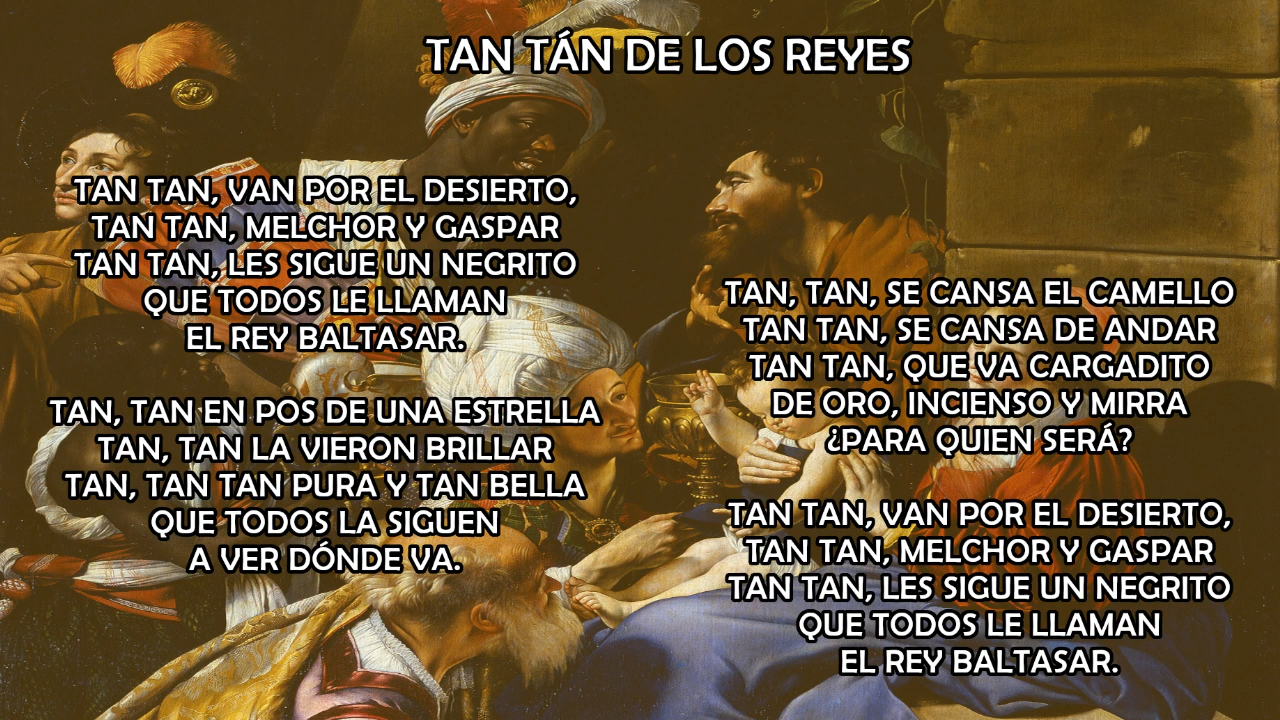 TAN TÁN DE LOS REYES
TAN TAN, VAN POR EL DESIERTO,
TAN TAN, MELCHOR Y GASPAR
TAN TAN, LES SIGUE UN NEGRITO
QUE TODOS LE LLAMAN
EL REY BALTASAR.
TAN, TAN EN POS DE UNA ESTRELLA
TAN, TAN LA VIERON BRILLAR
TAN, TAN TAN PURA Y TAN BELLA
QUE TODOS LA SIGUEN
A VER DÓNDE VA.
TAN, TAN, SE CANSA EL CAMELLO
TAN TAN, SE CANSA DE ANDAR
TAN TAN, QUE VA CARGADITO
DE ORO, INCIENSO Y MIRRA
¿PARA QUIEN SERÁ?
TAN TAN, VAN POR EL DESIERTO,
TAN TAN, MELCHOR Y GASPAR
TAN TAN, LES SIGUE UN NEGRITO
QUE TODOS LE LLAMAN
EL REY BALTASAR.